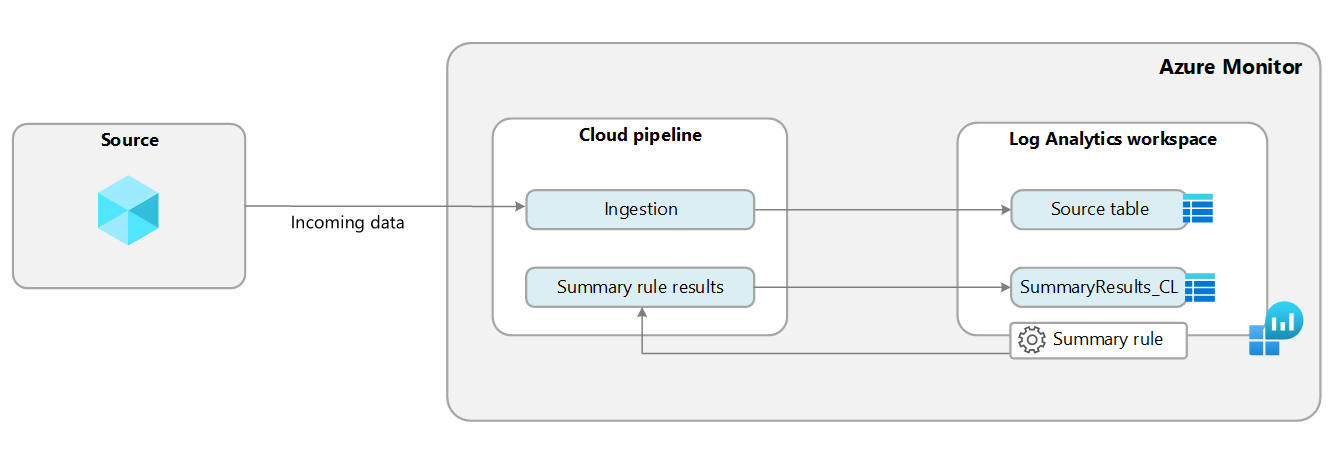 Azure Monitor
Source
Incoming data
Cloud pipeline
Ingestion
Summary rule results
Log Analytics workspace
Source table
SummaryResults_CL
Summary rule